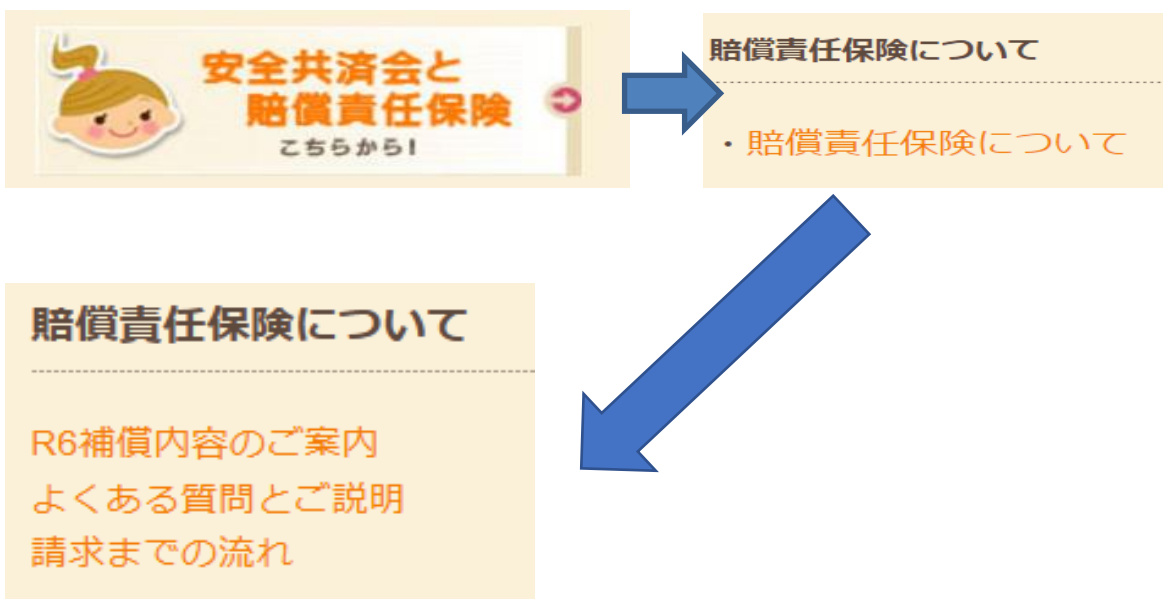 安全共済会と
賠償責任保険
こちらから!
賠償責任保険について
・賠償責任保険について
賠償責任保険について
R6補償内容のご案内
よくある質問とご説明
請求までの流れ